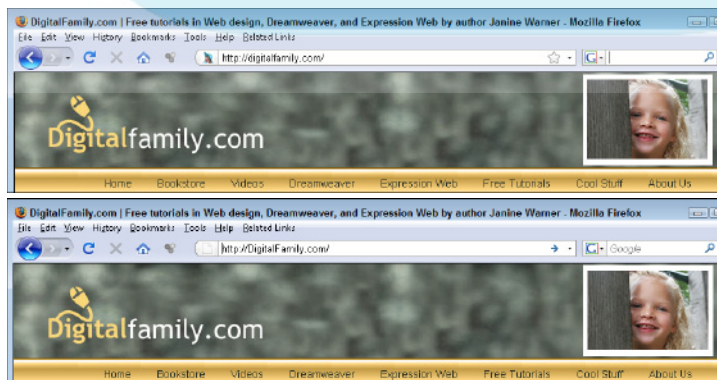 DigitalFamily.com | Free tutorials in Web design, Dreamweaver, and Expression Web by author Janine Warner - Mozilla Firefox
File Edit View History Bookmarks Tools Help Related Links
http://digitalfamily.com/
Digitalfamily.com
Home Bookstore Videos Dreamweaver Expression Web Free Tutorials Cool Stuff About Us
DigitalFamily.com | Free tutorials in Web design, Dreamweaver, and Expression Web by author Janine Warner - Mozilla Firefox
File Edit View History Bookmarks Tools Help Related Links
http://DigitalFamily.com/ Google
Digitalfamily.com
Home Bookstore Videos Dreamweaver Expression Web Free Tutorials Cool Stuff About Us